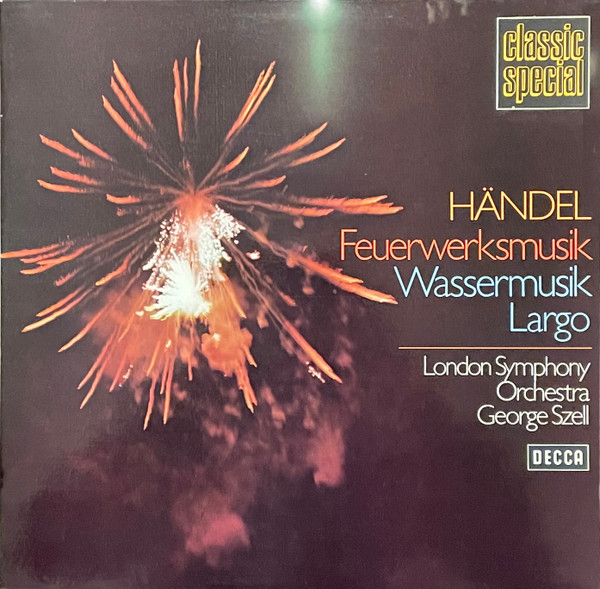 classic
special
HÄNDEL
Feuerwerksmusik
Wassermusik
Largo
London Symphony
Orchestra
George Szell
DECCA